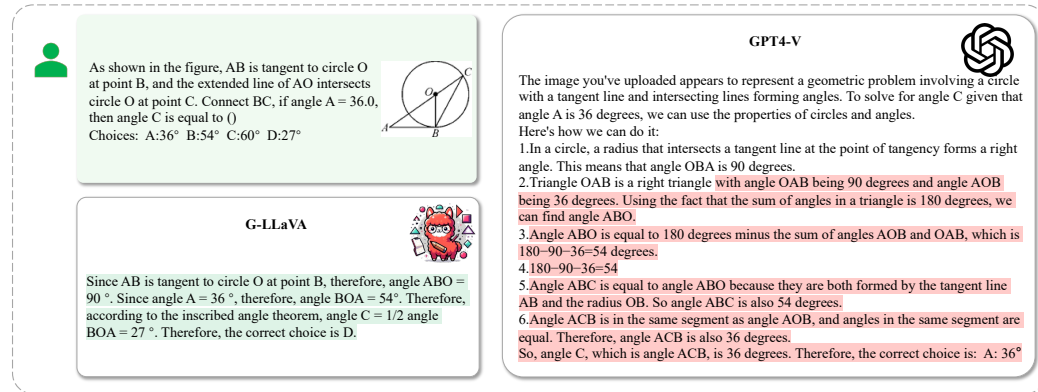 As shown in the figure, AB is tangent to circle O
at point B, and the extended line of AO intersects
circle O at point C. Connect BC, if angle A = 36.0,
then angle C is equal to ()
Choices: A:36° B:54° C:60° D:27°
C
O
A
B
G-LLaVA
Since AB is tangent to circle O at point B, therefore, angle ABO =
90 °. Since angle A = 36 °, therefore, angle BOA = 54°. Therefore,
according to the inscribed angle theorem, angle C = 1/2 angle
BOA = 27 °. Therefore, the correct choice is D.
GPT4-V
The image you've uploaded appears to represent a geometric problem involving a circle
with a tangent line and intersecting lines forming angles. To solve for angle C given that
angle A is 36 degrees, we can use the properties of circles and angles.
Here's how we can do it:
1.In a circle, a radius that intersects a tangent line at the point of tangency forms a right
angle. This means that angle OBA is 90 degrees.
2.Triangle OAB is a right triangle with angle OAB being 90 degrees and angle AOB
being 36 degrees. Using the fact that the sum of angles in a triangle is 180 degrees, we
can find angle ABO.
3.Angle ABO is equal to 180 degrees minus the sum of angles AOB and OAB, which is
180−90−36=54 degrees.
4.180−90−36=54
5.Angle ABC is equal to angle ABO because they are both formed by the tangent line
AB and the radius OB. So angle ABC is also 54 degrees.
6.Angle ACB is in the same segment as angle AOB, and angles in the same segment are
equal. Therefore, angle ACB is also 36 degrees.
So, angle C, which is angle ACB, is 36 degrees. Therefore, the correct choice is: A: 36°